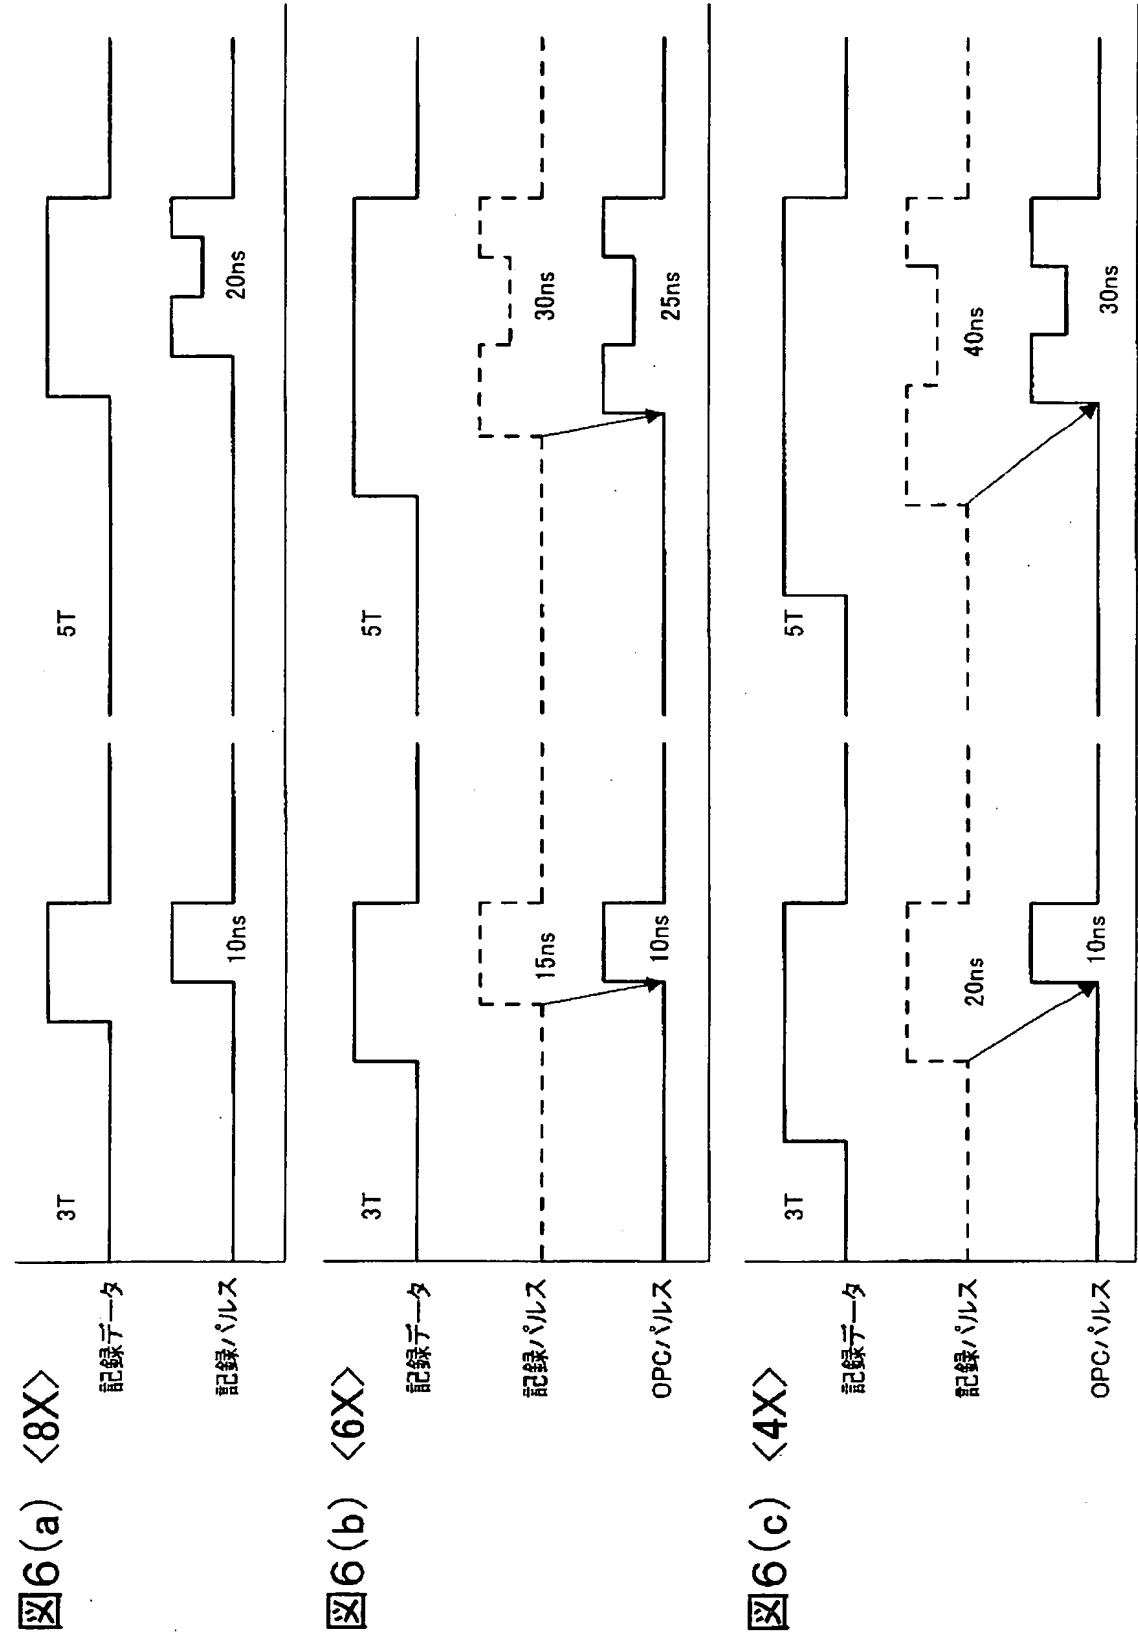 図6(a) <8X>
3T
5T
記録データ
記録パルス
10ns
20ns
図6(b) <6X>
3T
5T
記録データ
記録パルス
15ns
30ns
OPCパルス
10ns
25ns
図6(c) <4X>
3T
5T
記録データ
記録パルス
20ns
40ns
OPCパルス
10ns
30ns